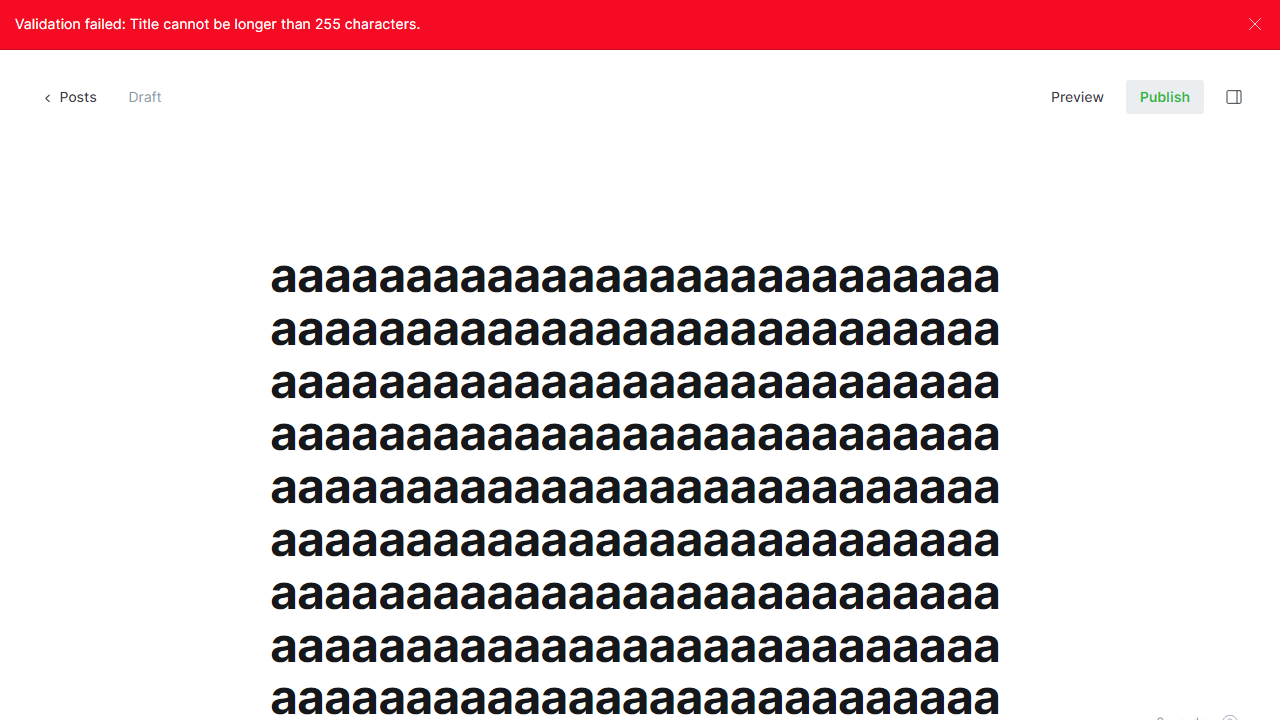 Validation failed: Title cannot be longer than 255 characters.
Posts
Draft
Preview
Publish
aaaaaaaaaaaaaaaaaaaaaaaaaaa
aaaaaaaaaaaaaaaaaaaaaaaaaaa
aaaaaaaaaaaaaaaaaaaaaaaaaaa
aaaaaaaaaaaaaaaaaaaaaaaaaaa
aaaaaaaaaaaaaaaaaaaaaaaaaaa
aaaaaaaaaaaaaaaaaaaaaaaaaaa
aaaaaaaaaaaaaaaaaaaaaaaaaaa
aaaaaaaaaaaaaaaaaaaaaaaaaaa
aaaaaaaaaaaaaaaaaaaaaaaaaaa